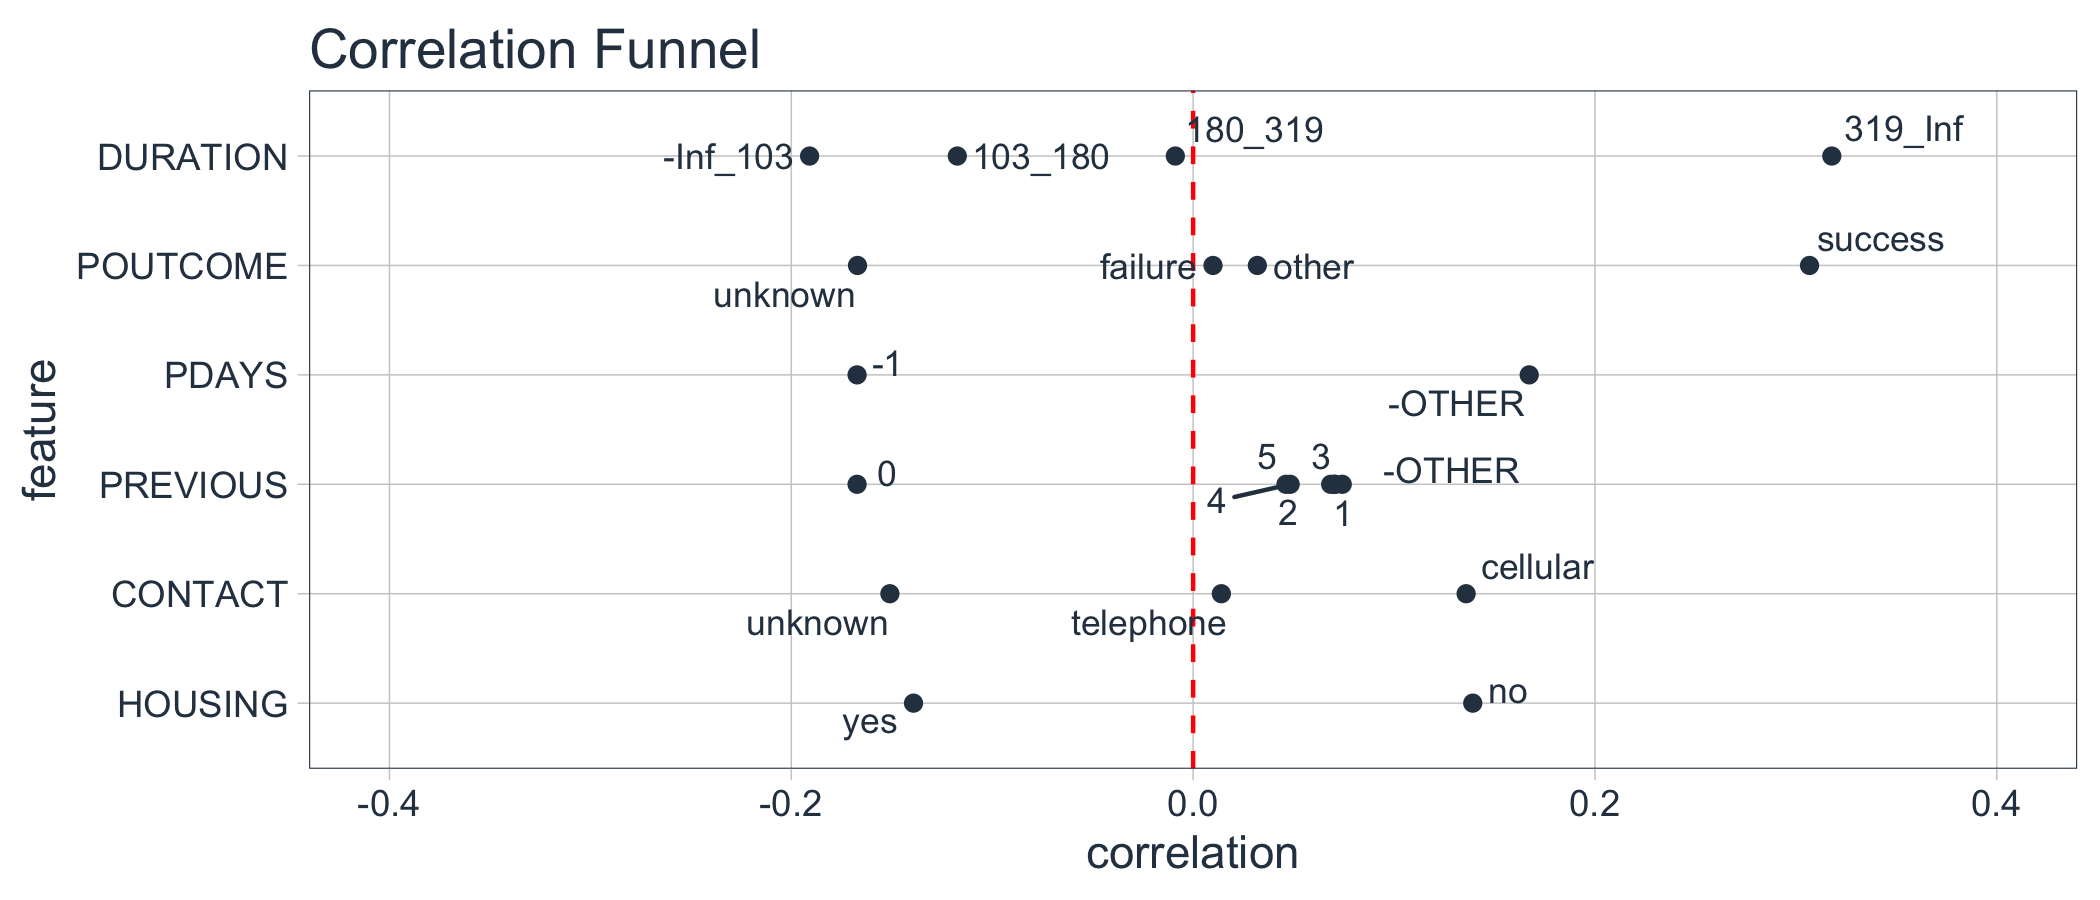 Correlation Funnel
DURATION
-Inf_103
103_180
180_319
319_Inf
POUTCOME
unknown
failure
other
success
PDAYS
-1
-OTHER
PREVIOUS
0
5
4
2
3
1
-OTHER
CONTACT
unknown
telephone
cellular
HOUSING
yes
no
feature
-0.4
-0.2
0.0
0.2
0.4
correlation